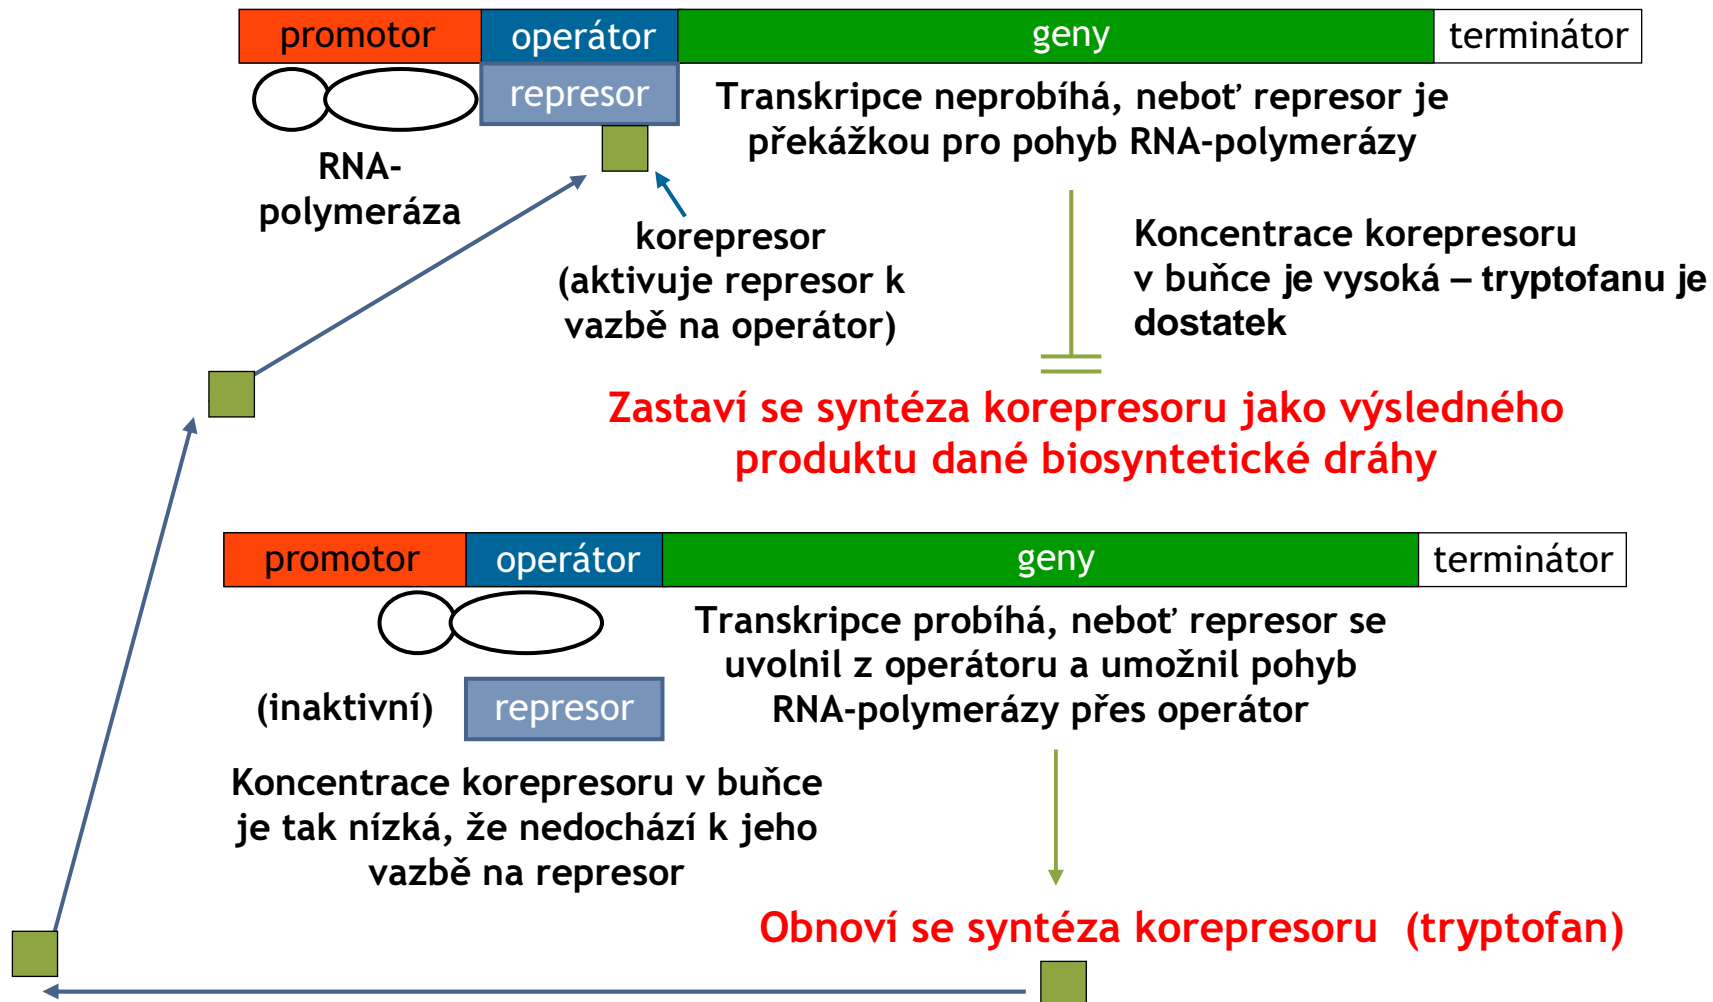 promotor operátor geny terminátor
represor
RNA-
polymeráza
Transkripce neprobíhá, neboť represor je
překážkou pro pohyb RNA-polymerázy
korepresor
(aktivuje represor k
vazbě na operátor)
Koncentrace korepresoru
v buňce je vysoká – tryptofanu je
dostatek
Zastaví se syntéza korepresoru jako výsledného
produktu dané biosyntetické dráhy
promotor operátor geny terminátor
Transkripce probíhá, neboť represor se
uvolnil z operátoru a umožnil pohyb
RNA-polymerázy přes operátor
(inaktivní) represor
Koncentrace korepresoru v buňce
je tak nízká, že nedochází k jeho
vazbě na represor
Obnoví se syntéza korepresoru (tryptofan)